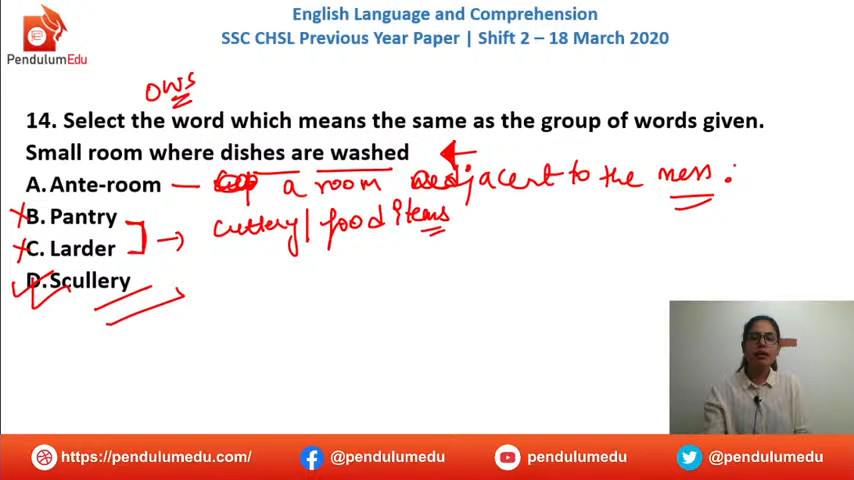 English Language and Comprehension
SSC CHSL Previous Year Paper | Shift 2 – 18 March 2020
PendulumEdu
OWS
14. Select the word which means the same as the group of words given.
Small room where dishes are washed
A. Ante-room — a room adjacent to the mess :
B. Pantry
cuttery / food items
C. Larder
D. Scullery
https://pendulumedu.com/ @pendulumedu pendulumedu @pendulumedu